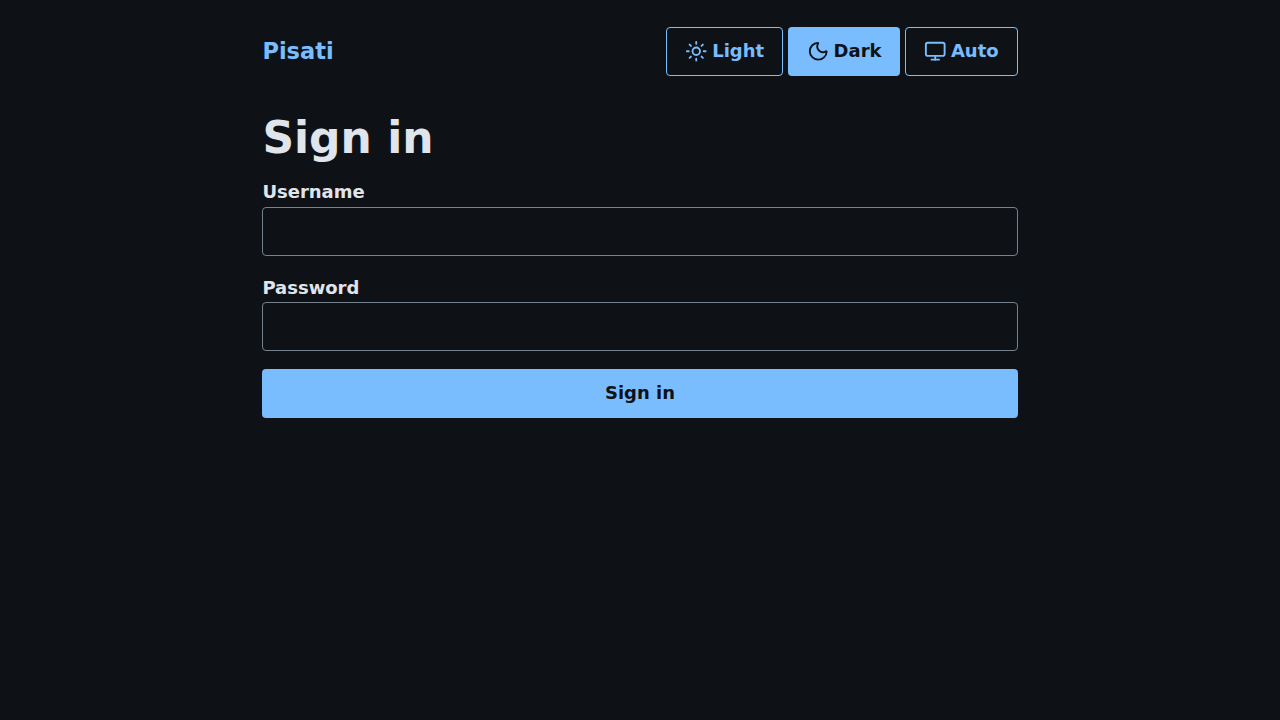 Pisati
Light
Dark
Auto
Sign in
Username
Password
Sign in